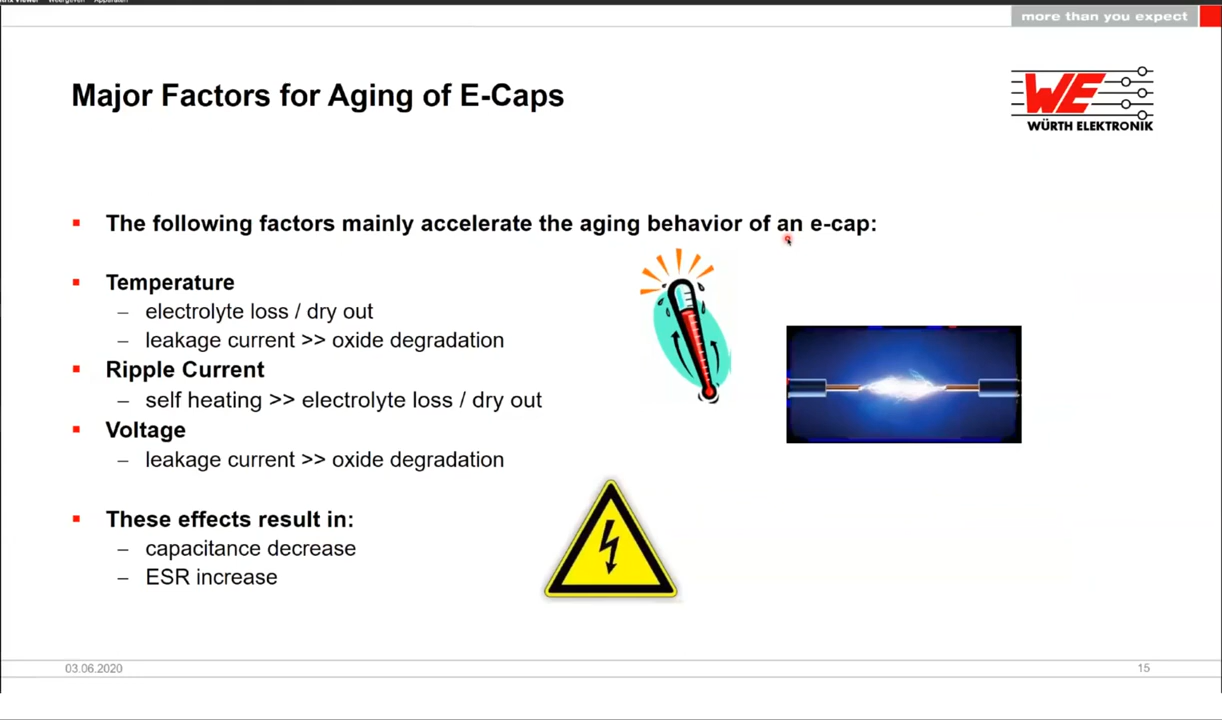 more than you expect
Major Factors for Aging of E-Caps
WE
WÜRTH ELEKTRONIK
▪ The following factors mainly accelerate the aging behavior of an e-cap:
▪ Temperature
– electrolyte loss / dry out
– leakage current >> oxide degradation
▪ Ripple Current
– self heating >> electrolyte loss / dry out
▪ Voltage
– leakage current >> oxide degradation
▪ These effects result in:
– capacitance decrease
– ESR increase
03.06.2020
15